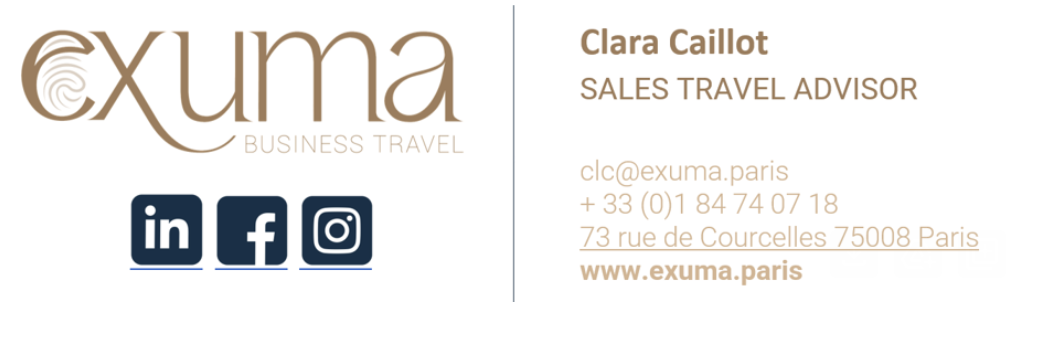 exuma
BUSINESS TRAVEL
in
f
Clara Caillot
SALES TRAVEL ADVISOR
clc@exuma.paris
+ 33 (0)1 84 74 07 18
73 rue de Courcelles 75008 Paris
www.exuma.paris